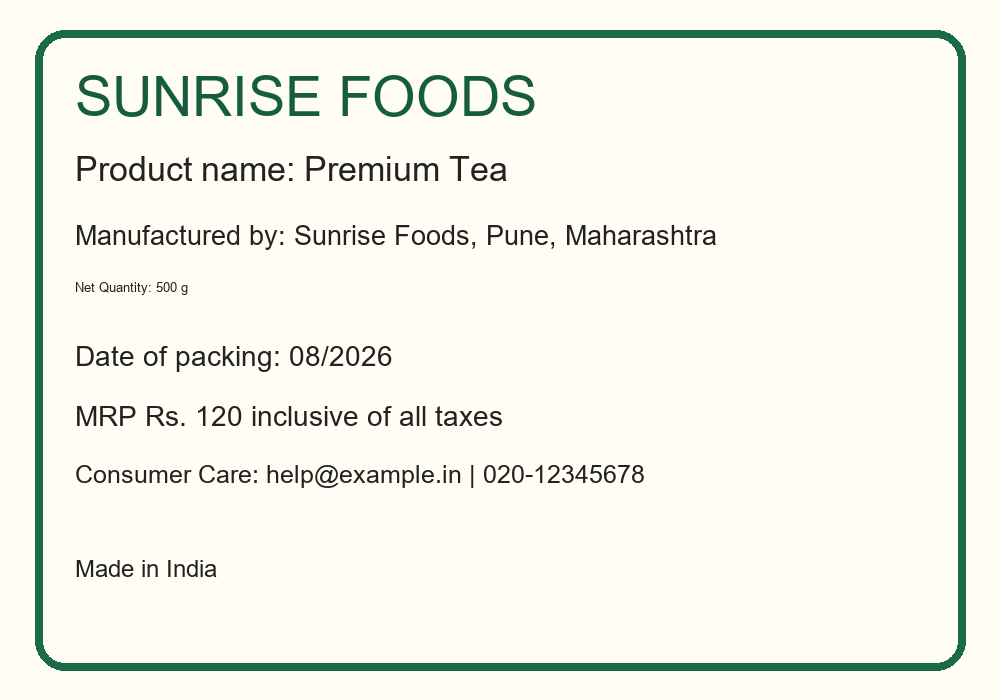 SUNRISE FOODS
Product name: Premium Tea
Manufactured by: Sunrise Foods, Pune, Maharashtra
Net Quantity: 500 g
Date of packing: 08/2026
MRP Rs. 120 inclusive of all taxes
Consumer Care: help@example.in | 020-12345678
Made in India